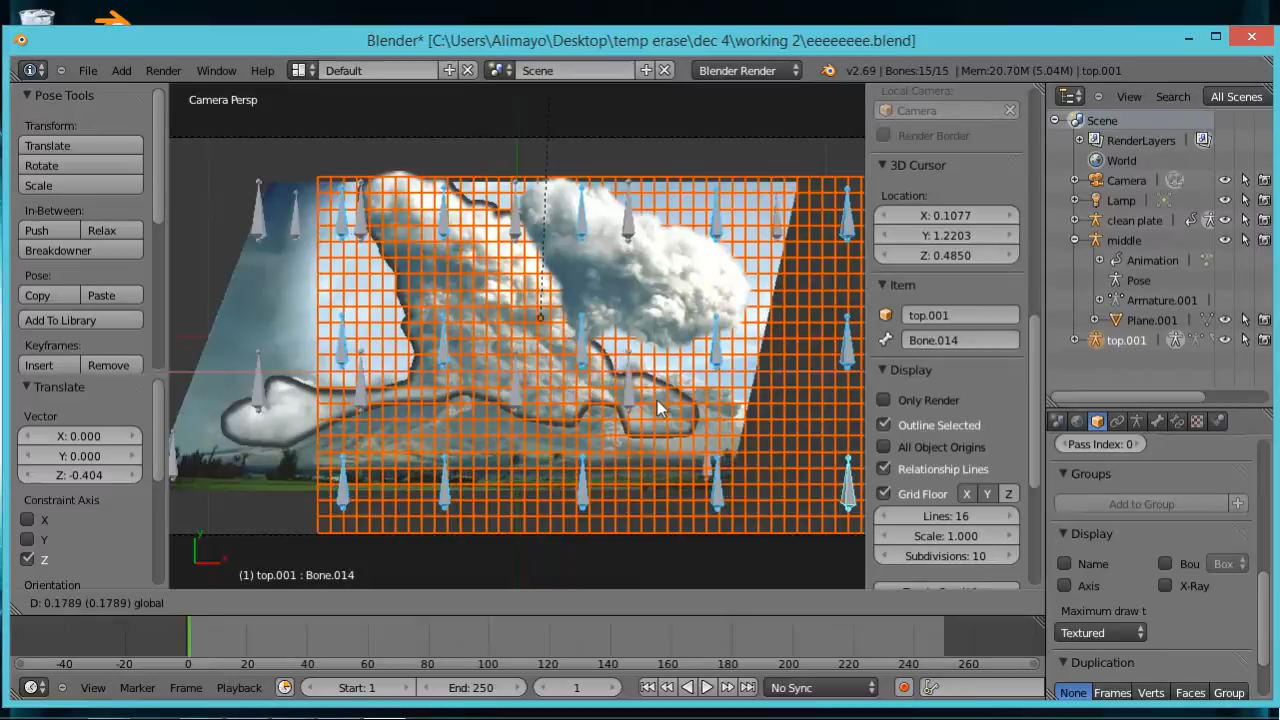 Blender* [C:\Users\Alimayo\Desktop\temp erase\dec 4\working 2\eeeeeeee.blend]
File Add Render Window Help Default Scene Blender Render v2.69 | Bones:15/15 | Mem:20.70M (5.04M) | top.001
Pose Tools
Transform:
Translate
Rotate
Scale
In-Between:
Push Relax
Breakdowner
Pose:
Copy Paste
Add To Library
Keyframes:
Insert Remove
Translate
Vector
X: 0.000
Y: 0.000
Z: -0.404
Constraint Axis
X
Y
Z
Orientation
Camera Persp
y
x
(1) top.001 : Bone.014
D: 0.1789 (0.1789) global
Local Camera:
Camera
Render Border
3D Cursor
Location:
X: 0.1077
Y: 1.2203
Z: 0.4850
Item
top.001
Bone.014
Display
Only Render
Outline Selected
All Object Origins
Relationship Lines
Grid Floor X Y Z
Lines: 16
Scale: 1.000
Subdivisions: 10
View Search All Scenes
Scene
RenderLayers
World
Camera
Lamp
clean plate
middle
Animation
Pose
Armature.001
Plane.001
top.001
Pass Index: 0
Groups
Add to Group
Display
Name Bou Box
Axis X-Ray
Maximum draw t
Textured
Duplication
None Frames Verts Faces Group
-40 -20 0 20 40 60 80 100 120 140 160 180 200 220 240 260
View Marker Frame Playback Start: 1 End: 250 1 No Sync